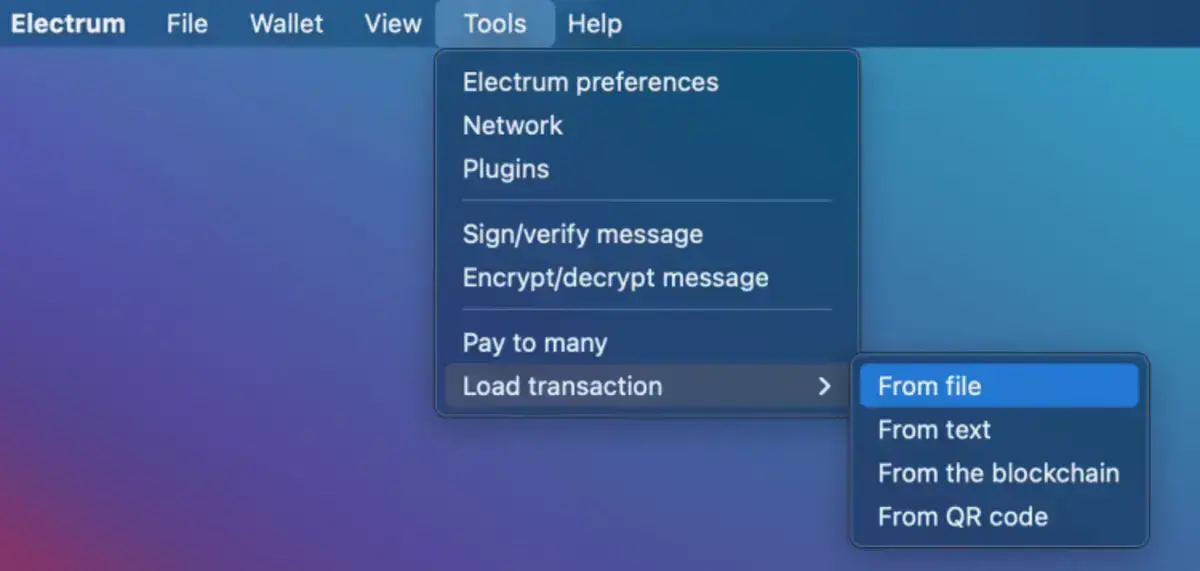 Electrum File Wallet View Tools Help
Electrum preferences
Network
Plugins
Sign/verify message
Encrypt/decrypt message
Pay to many
Load transaction
From file
From text
From the blockchain
From QR code